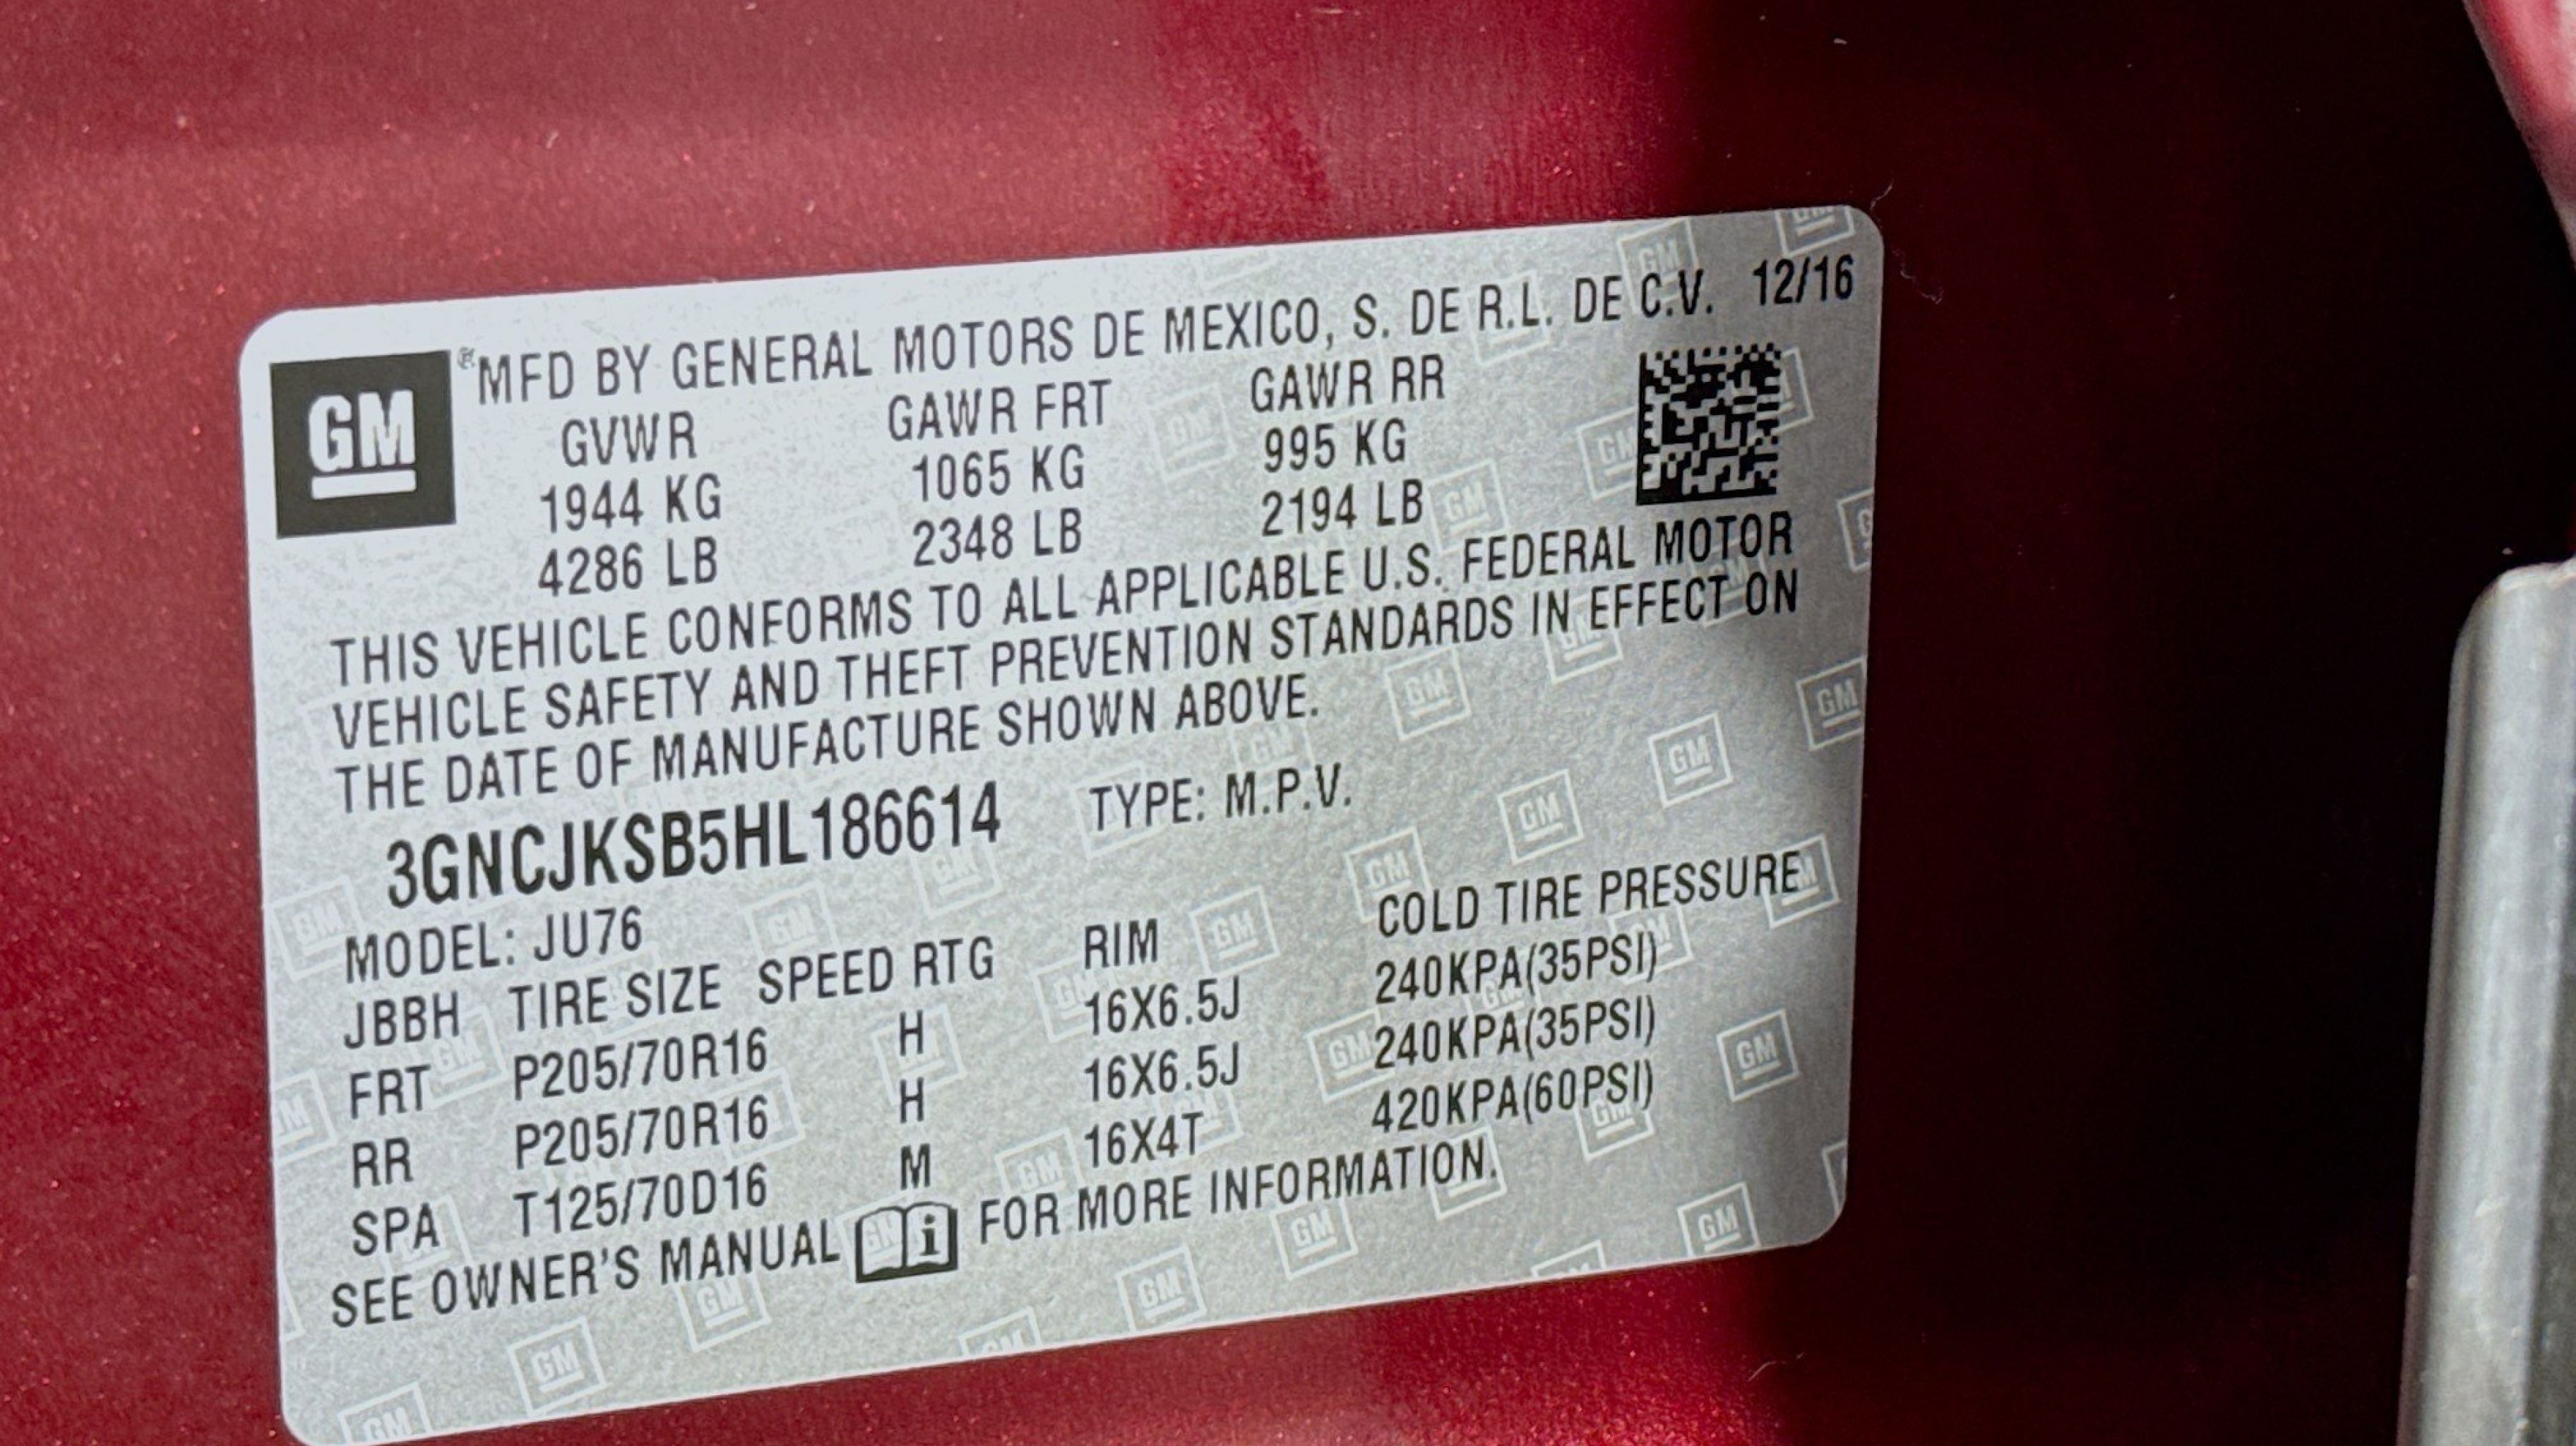 GM
® MFD BY GENERAL MOTORS DE MEXICO, S. DE R.L. DE C.V. 12/16
GVWR GAWR FRT GAWR RR
1944 KG 1065 KG 995 KG
4286 LB 2348 LB 2194 LB
THIS VEHICLE CONFORMS TO ALL APPLICABLE U.S. FEDERAL MOTOR
VEHICLE SAFETY AND THEFT PREVENTION STANDARDS IN EFFECT ON
THE DATE OF MANUFACTURE SHOWN ABOVE.
3GNCJKSB5HL186614 TYPE: M.P.V.
MODEL: JU76
JBBH TIRE SIZE SPEED RTG RIM COLD TIRE PRESSURE
FRT P205/70R16 H 16X6.5J 240KPA(35PSI)
RR P205/70R16 H 16X6.5J 240KPA(35PSI)
SPA T125/70D16 M 16X4T 420KPA(60PSI)
SEE OWNER'S MANUAL i FOR MORE INFORMATION.